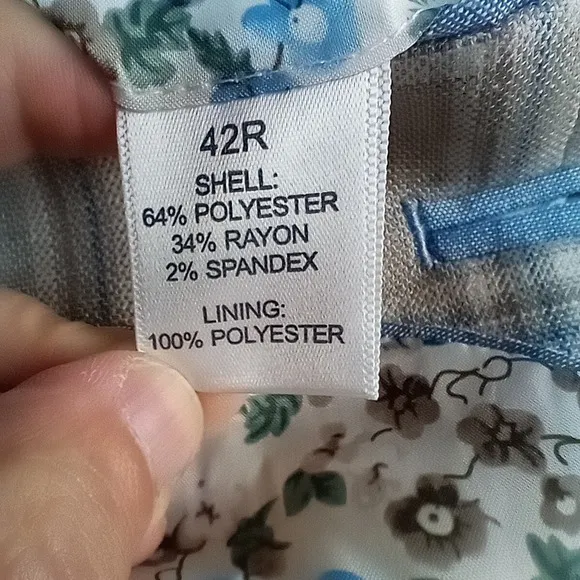 42R
SHELL:
64% POLYESTER
34% RAYON
2% SPANDEX
LINING:
100% POLYESTER